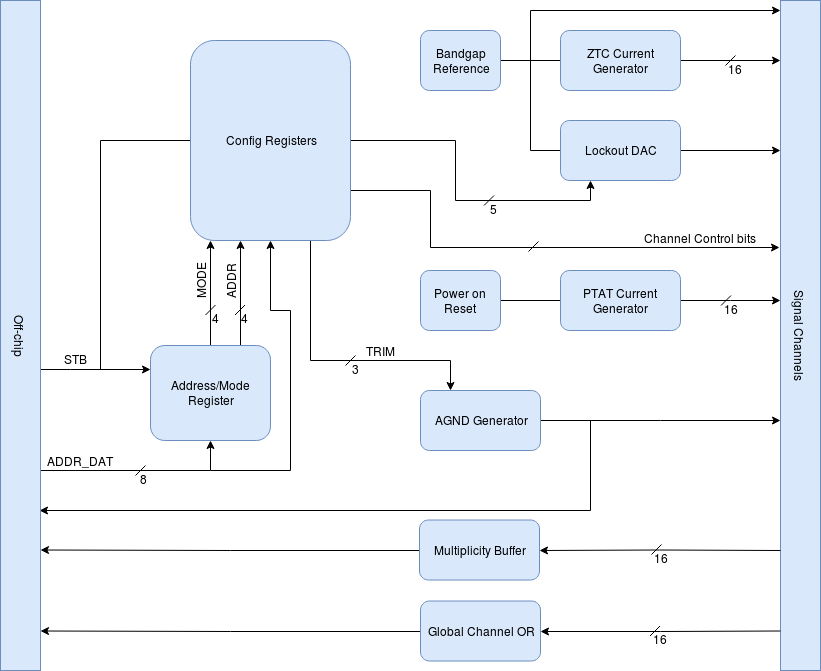 Off-chip
Config Registers
Bandgap
Reference
ZTC Current
Generator
16
Lockout DAC
5
Channel Control bits
MODE
ADDR
4
4
Power on
Reset
PTAT Current
Generator
16
Signal Channels
STB
Address/Mode
Register
TRIM
3
AGND Generator
ADDR_DAT
8
Multiplicity Buffer
16
Global Channel OR
16